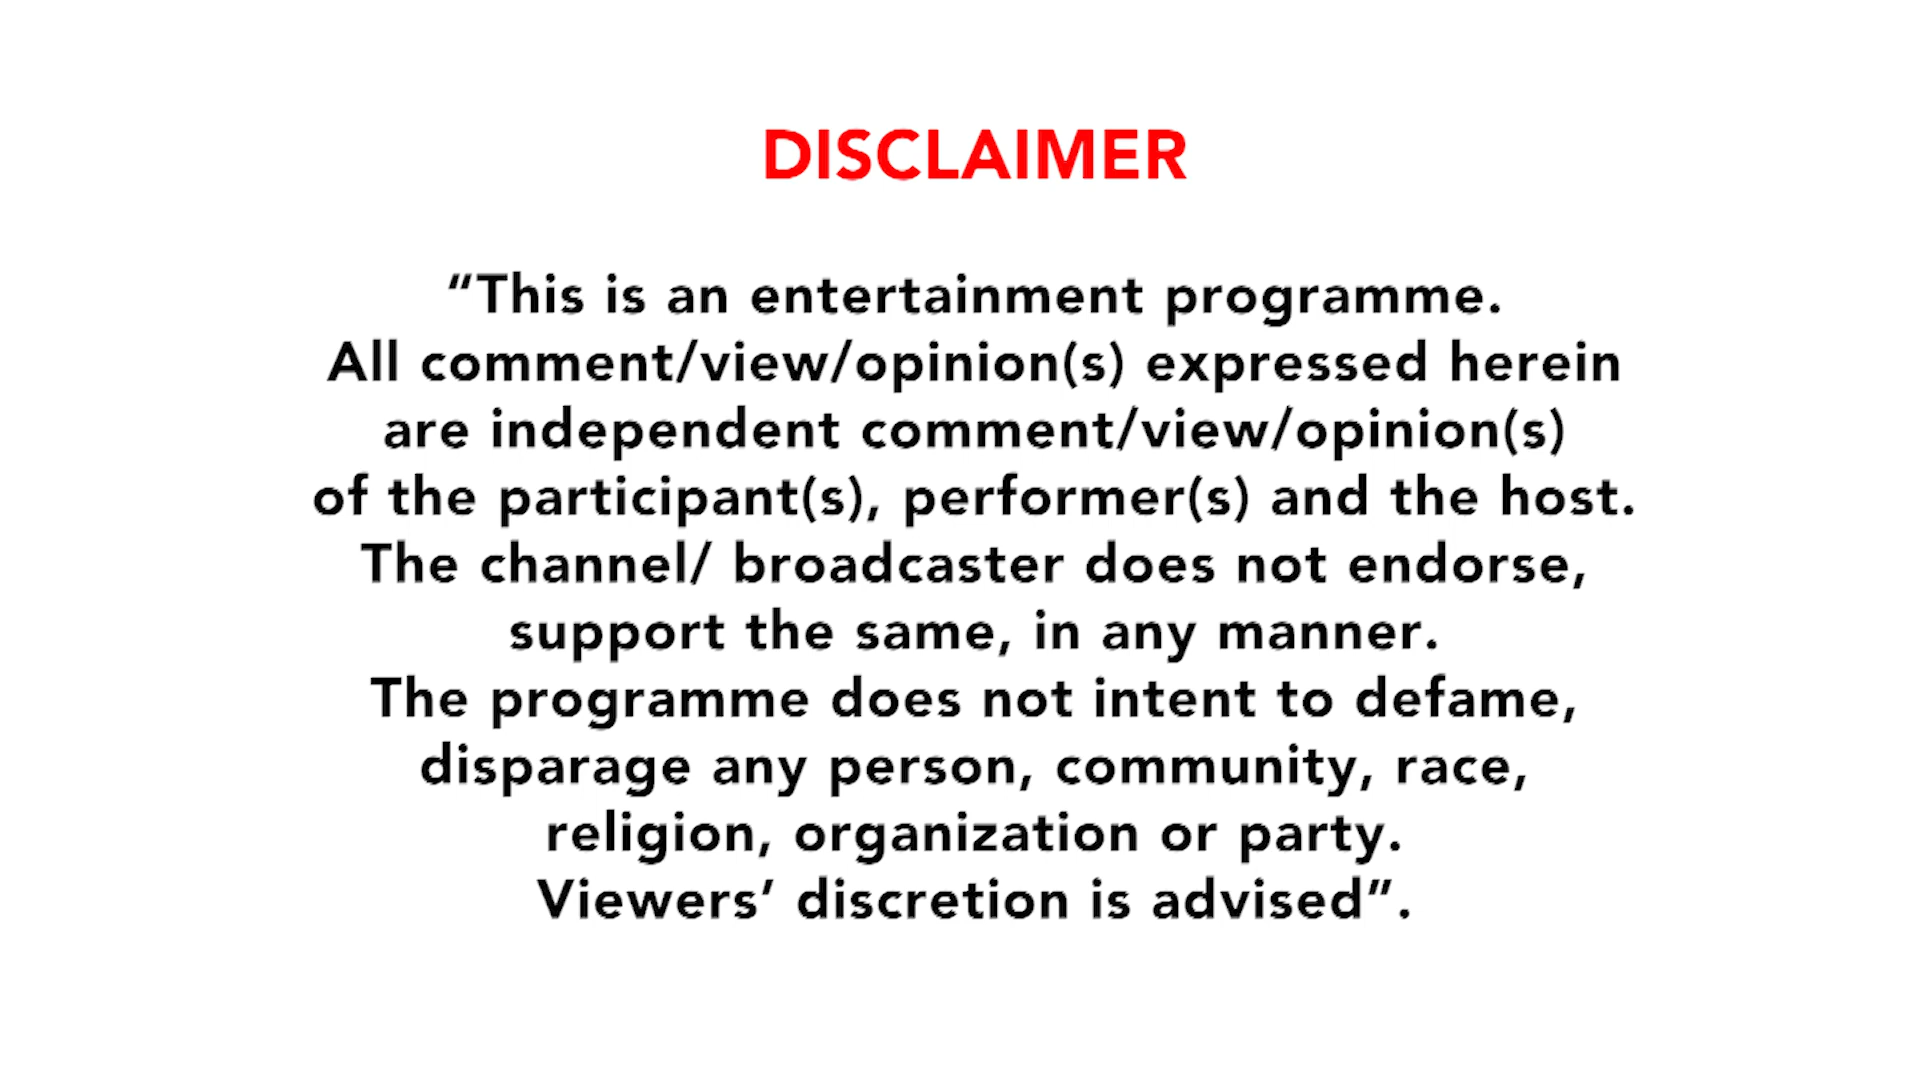 DISCLAIMER
“This is an entertainment programme.
All comment/view/opinion(s) expressed herein
are independent comment/view/opinion(s)
of the participant(s), performer(s) and the host.
The channel/ broadcaster does not endorse,
support the same, in any manner.
The programme does not intent to defame,
disparage any person, community, race,
religion, organization or party.
Viewers’ discretion is advised”.